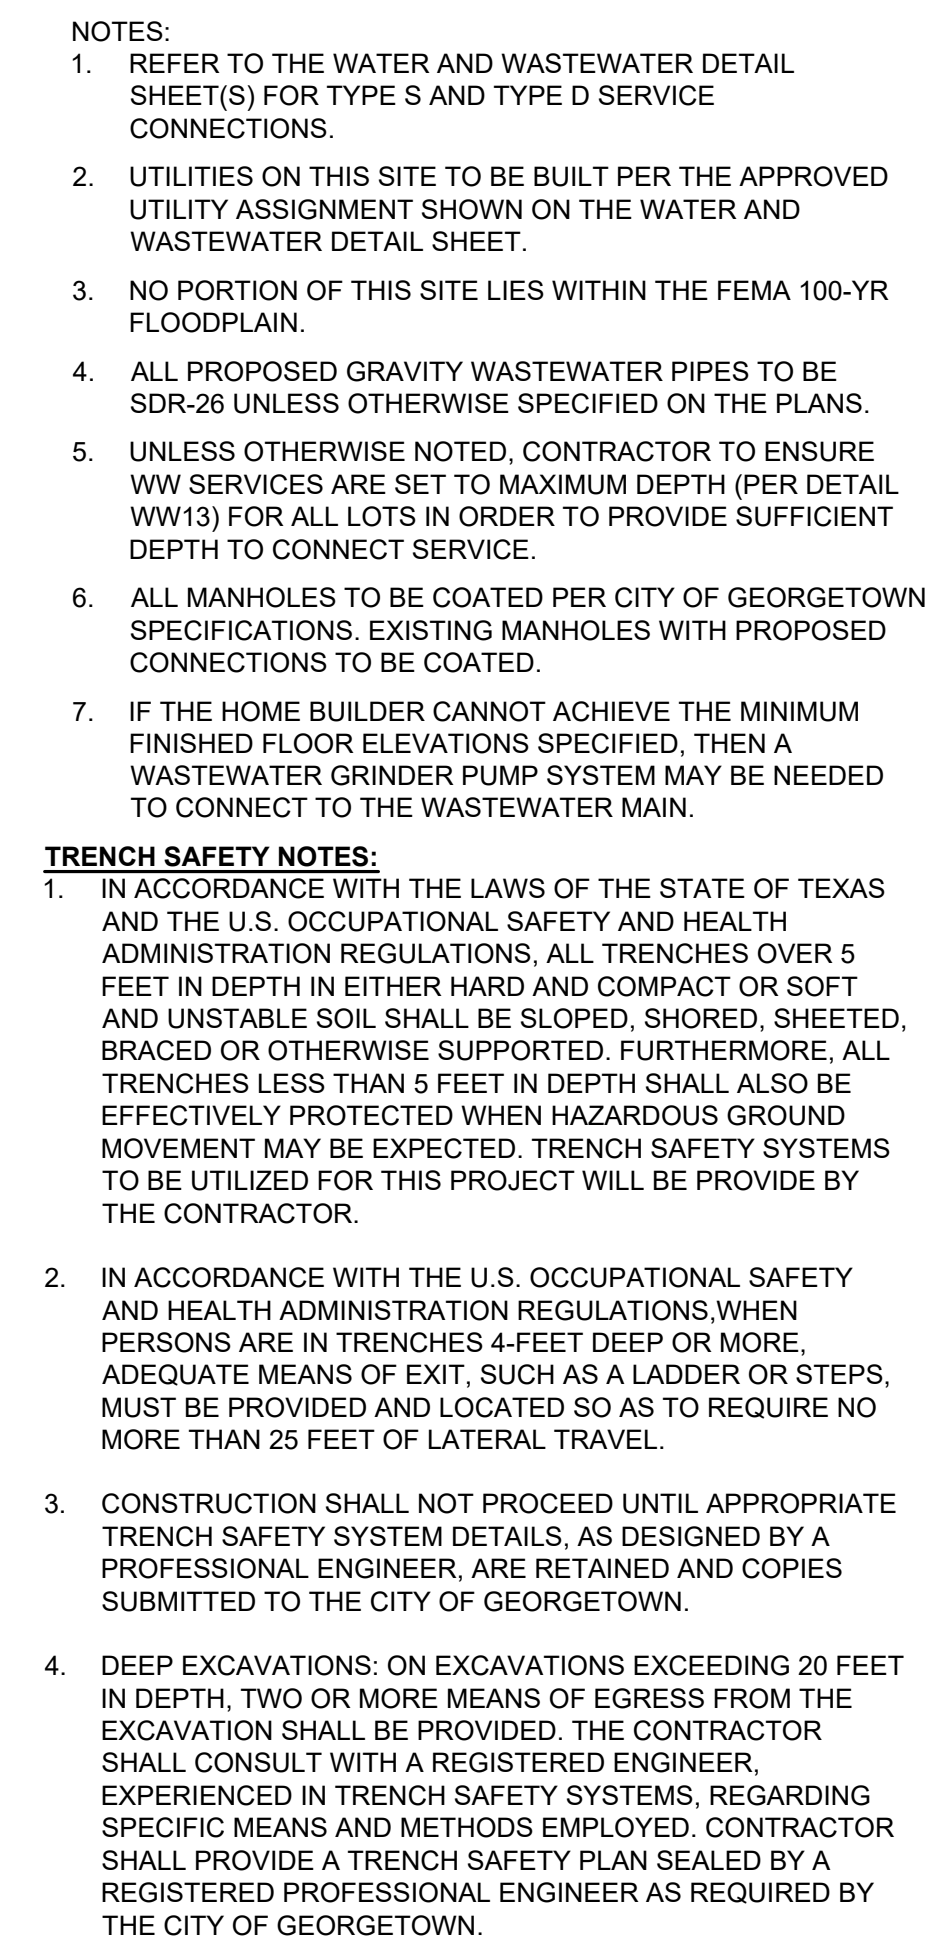 NOTES:
1. REFER TO THE WATER AND WASTEWATER DETAIL
SHEET(S) FOR TYPE S AND TYPE D SERVICE
CONNECTIONS.
2. UTILITIES ON THIS SITE TO BE BUILT PER THE APPROVED
UTILITY ASSIGNMENT SHOWN ON THE WATER AND
WASTEWATER DETAIL SHEET.
3. NO PORTION OF THIS SITE LIES WITHIN THE FEMA 100-YR
FLOODPLAIN.
4. ALL PROPOSED GRAVITY WASTEWATER PIPES TO BE
SDR-26 UNLESS OTHERWISE SPECIFIED ON THE PLANS.
5. UNLESS OTHERWISE NOTED, CONTRACTOR TO ENSURE
WW SERVICES ARE SET TO MAXIMUM DEPTH (PER DETAIL
WW13) FOR ALL LOTS IN ORDER TO PROVIDE SUFFICIENT
DEPTH TO CONNECT SERVICE.
6. ALL MANHOLES TO BE COATED PER CITY OF GEORGETOWN
SPECIFICATIONS. EXISTING MANHOLES WITH PROPOSED
CONNECTIONS TO BE COATED.
7. IF THE HOME BUILDER CANNOT ACHIEVE THE MINIMUM
FINISHED FLOOR ELEVATIONS SPECIFIED, THEN A
WASTEWATER GRINDER PUMP SYSTEM MAY BE NEEDED
TO CONNECT TO THE WASTEWATER MAIN.
TRENCH SAFETY NOTES:
1. IN ACCORDANCE WITH THE LAWS OF THE STATE OF TEXAS
AND THE U.S. OCCUPATIONAL SAFETY AND HEALTH
ADMINISTRATION REGULATIONS, ALL TRENCHES OVER 5
FEET IN DEPTH IN EITHER HARD AND COMPACT OR SOFT
AND UNSTABLE SOIL SHALL BE SLOPED, SHORED, SHEETED,
BRACED OR OTHERWISE SUPPORTED. FURTHERMORE, ALL
TRENCHES LESS THAN 5 FEET IN DEPTH SHALL ALSO BE
EFFECTIVELY PROTECTED WHEN HAZARDOUS GROUND
MOVEMENT MAY BE EXPECTED. TRENCH SAFETY SYSTEMS
TO BE UTILIZED FOR THIS PROJECT WILL BE PROVIDE BY
THE CONTRACTOR.
2. IN ACCORDANCE WITH THE U.S. OCCUPATIONAL SAFETY
AND HEALTH ADMINISTRATION REGULATIONS,WHEN
PERSONS ARE IN TRENCHES 4-FEET DEEP OR MORE,
ADEQUATE MEANS OF EXIT, SUCH AS A LADDER OR STEPS,
MUST BE PROVIDED AND LOCATED SO AS TO REQUIRE NO
MORE THAN 25 FEET OF LATERAL TRAVEL.
3. CONSTRUCTION SHALL NOT PROCEED UNTIL APPROPRIATE
TRENCH SAFETY SYSTEM DETAILS, AS DESIGNED BY A
PROFESSIONAL ENGINEER, ARE RETAINED AND COPIES
SUBMITTED TO THE CITY OF GEORGETOWN.
4. DEEP EXCAVATIONS: ON EXCAVATIONS EXCEEDING 20 FEET
IN DEPTH, TWO OR MORE MEANS OF EGRESS FROM THE
EXCAVATION SHALL BE PROVIDED. THE CONTRACTOR
SHALL CONSULT WITH A REGISTERED ENGINEER,
EXPERIENCED IN TRENCH SAFETY SYSTEMS, REGARDING
SPECIFIC MEANS AND METHODS EMPLOYED. CONTRACTOR
SHALL PROVIDE A TRENCH SAFETY PLAN SEALED BY A
REGISTERED PROFESSIONAL ENGINEER AS REQUIRED BY
THE CITY OF GEORGETOWN.